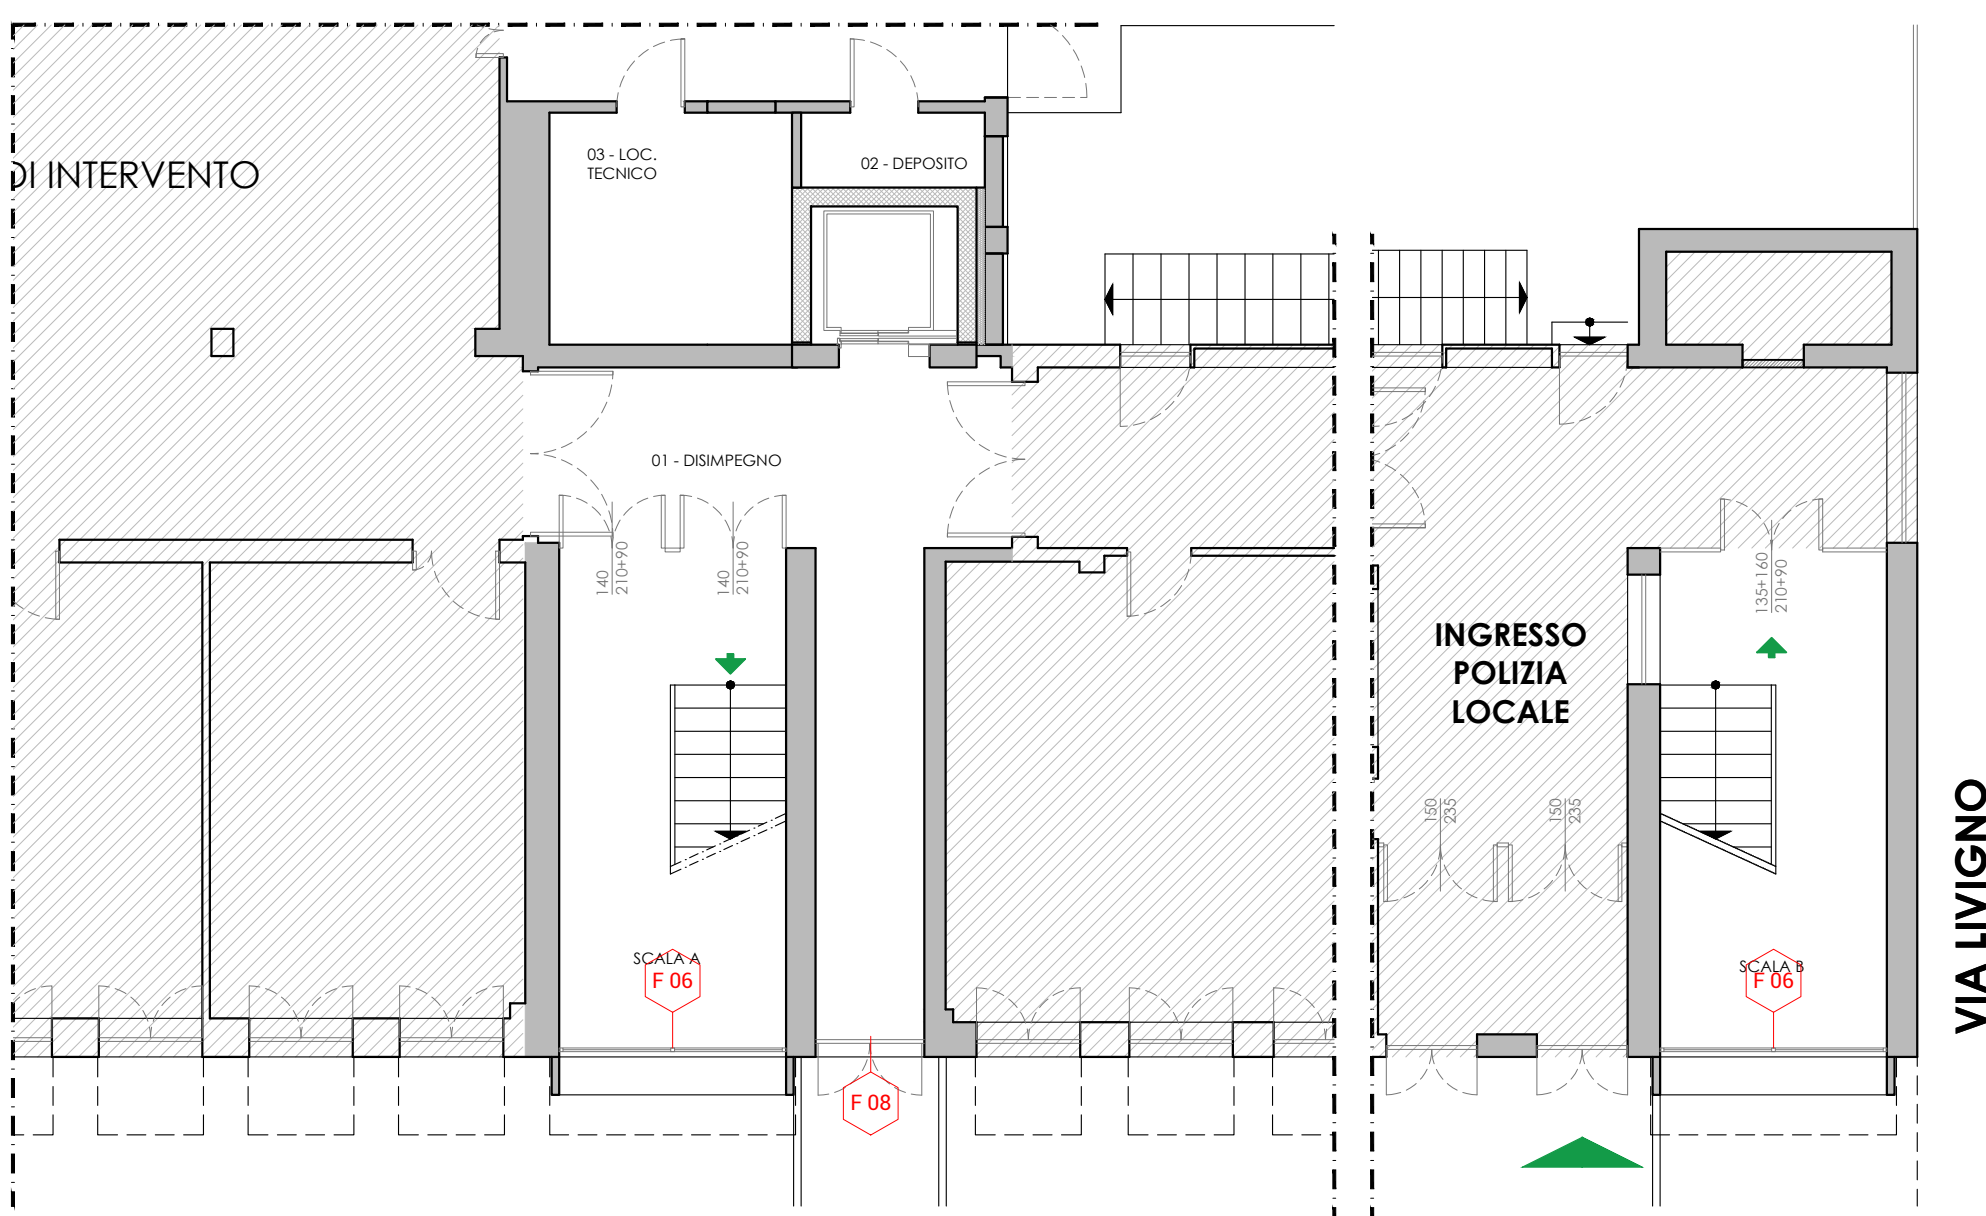 DI INTERVENTO
03 - LOC.
TECNICO
02 - DEPOSITO
01 - DISIMPEGNO
140
210+90
140
210+90
135+160
210+90
INGRESSO
POLIZIA
LOCALE
150
235
150
235
VIA LIVIGNO
SCALA A
F 06
SCALA B
F 06
F 08